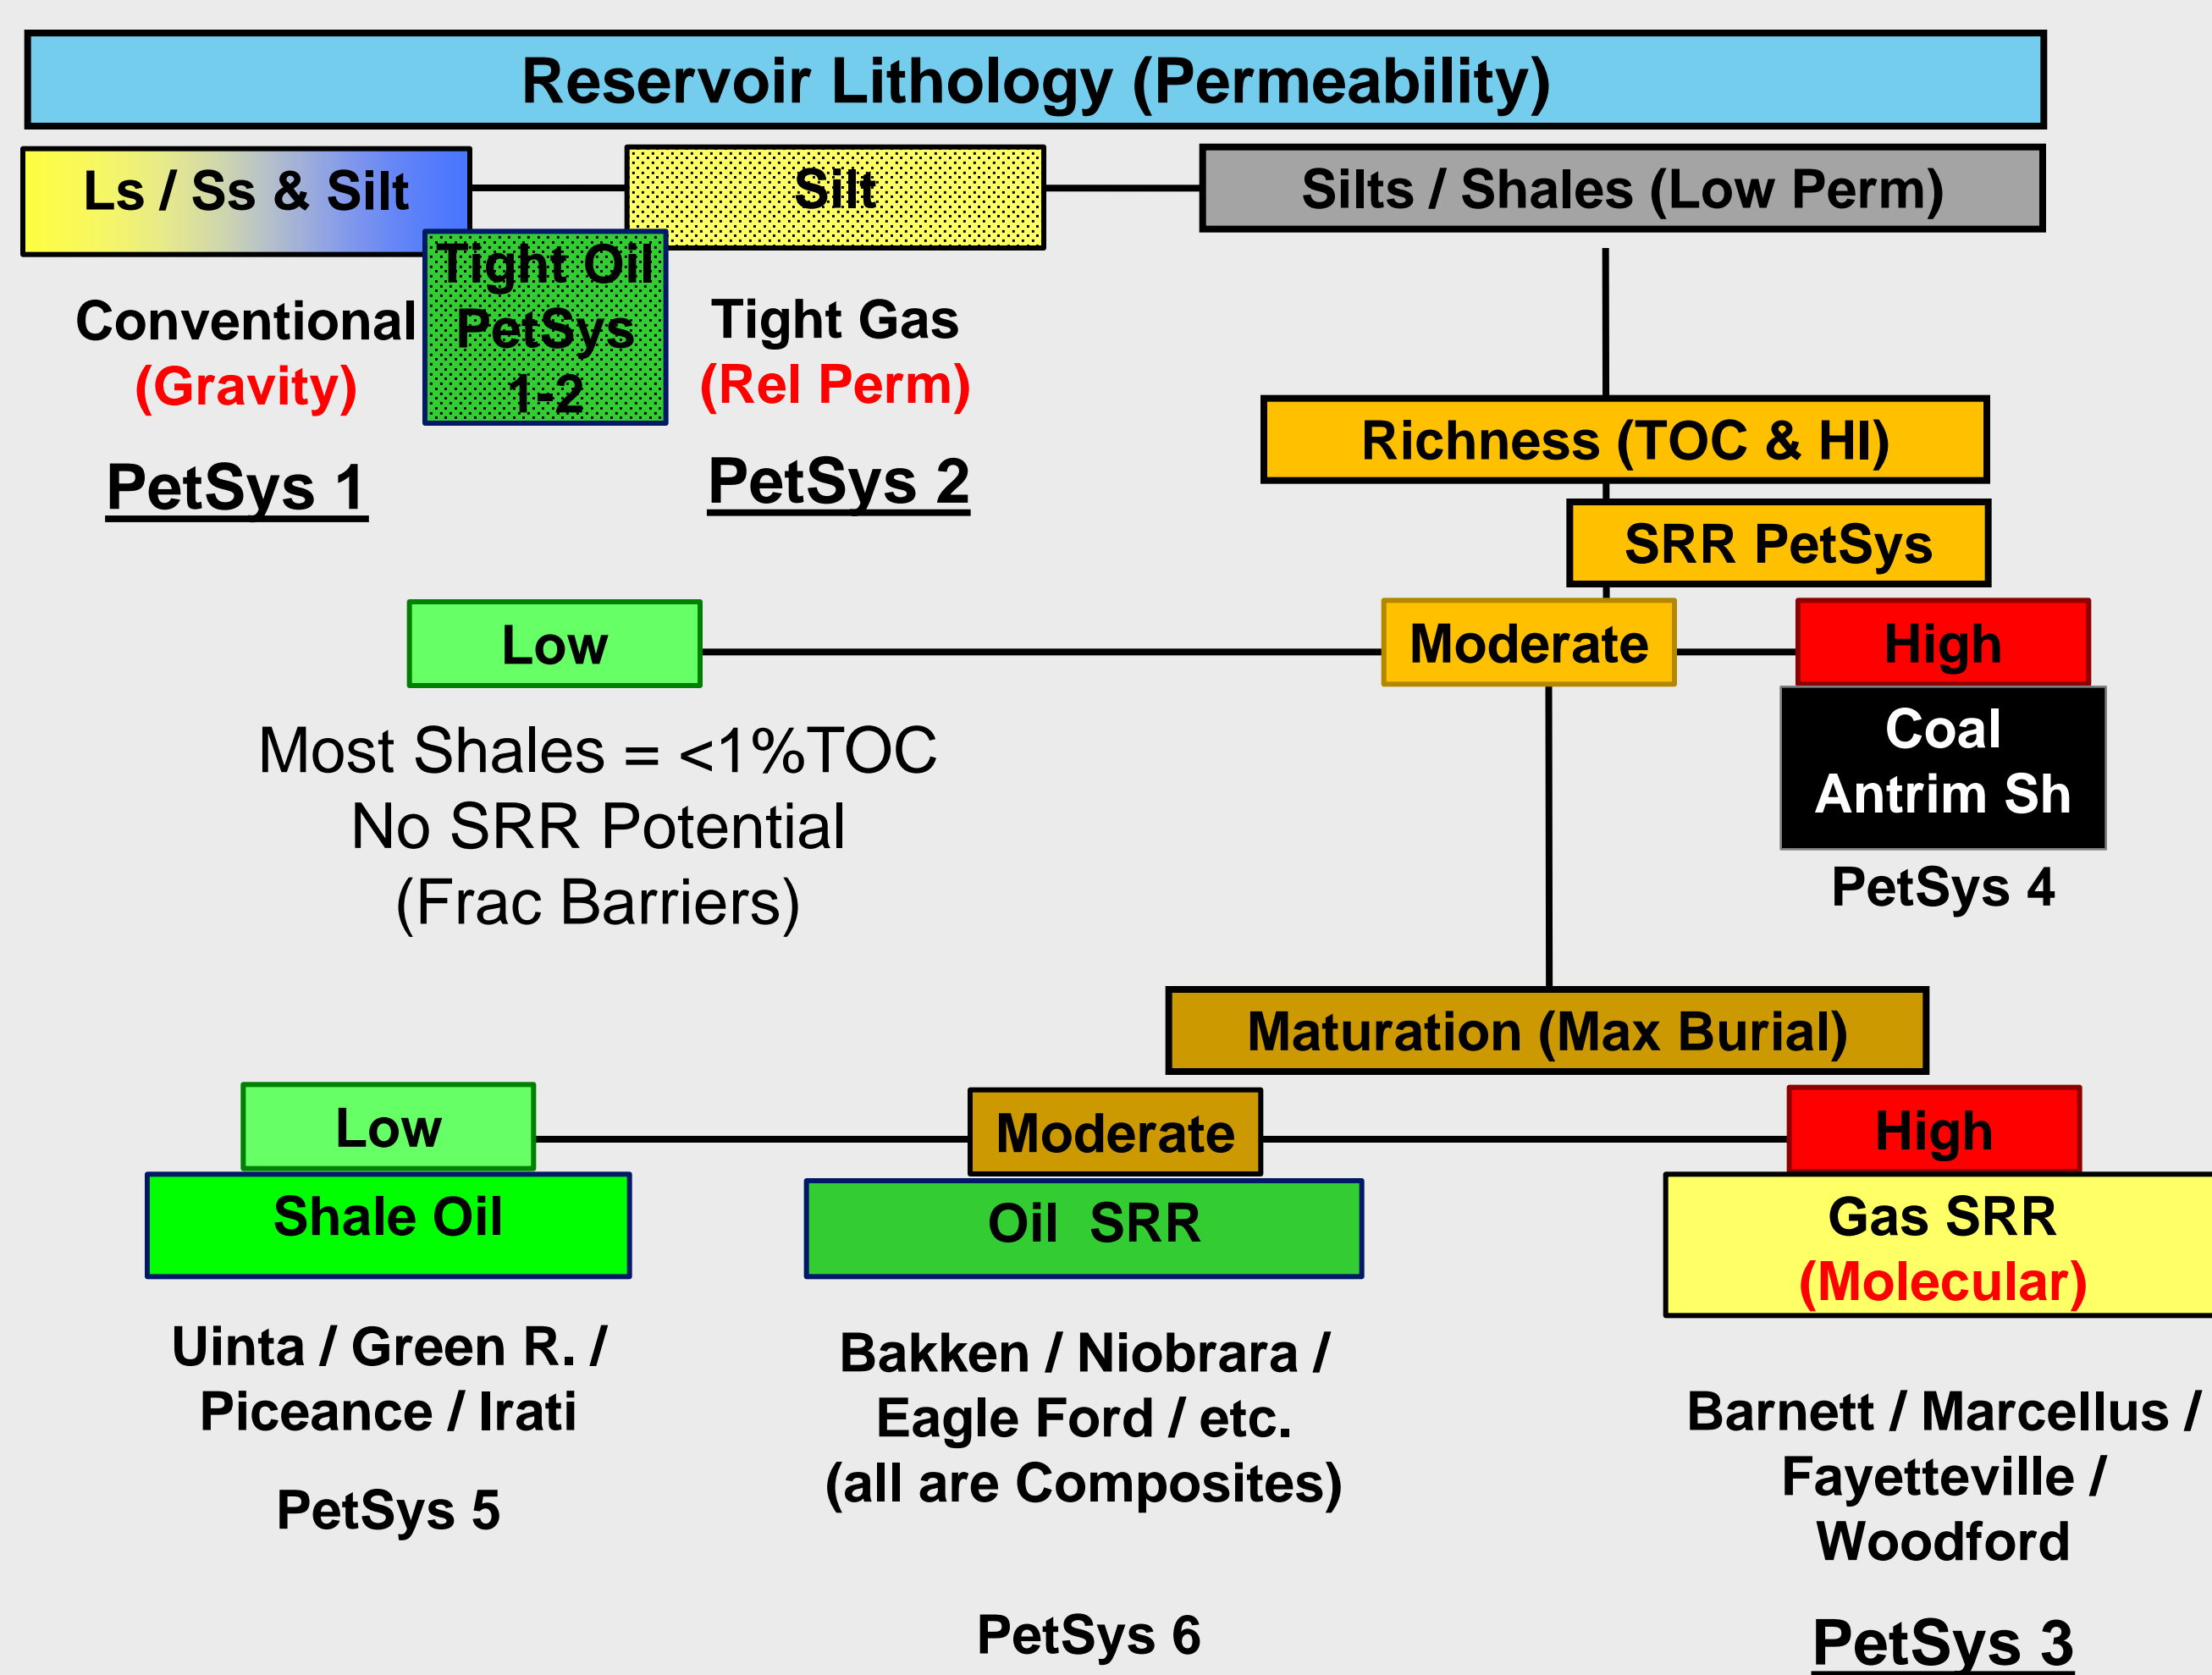 Reservoir Lithology (Permeability)
Ls / Ss & Silt
Silt
Silts / Shales (Low Perm)
Conventional
(Gravity)
PetSys 1
Tight Oil
PetSys
1-2
Tight Gas
(Rel Perm)
PetSys 2
Richness (TOC & HI)
SRR PetSys
Low
Moderate
High
Most Shales = <1%TOC
No SRR Potential
(Frac Barriers)
Coal
Antrim Sh
PetSys 4
Maturation (Max Burial)
Low
Moderate
High
Shale Oil
Oil SRR
Gas SRR
(Molecular)
Uinta / Green R. /
Piceance / Irati
PetSys 5
Bakken / Niobrara /
Eagle Ford / etc.
(all are Composites)
PetSys 6
Barnett / Marcellus /
Fayetteville /
Woodford
PetSys 3